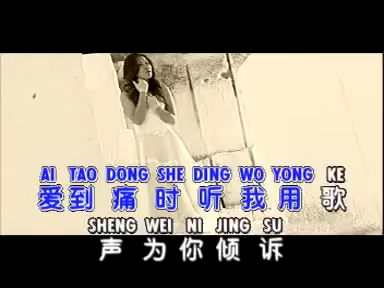 AI TAO DONG SHE DING WO YONG KE
爱到 痛 时 听 我 用 歌
SHENG WEI NI JING SU
声 为 你 倾 诉